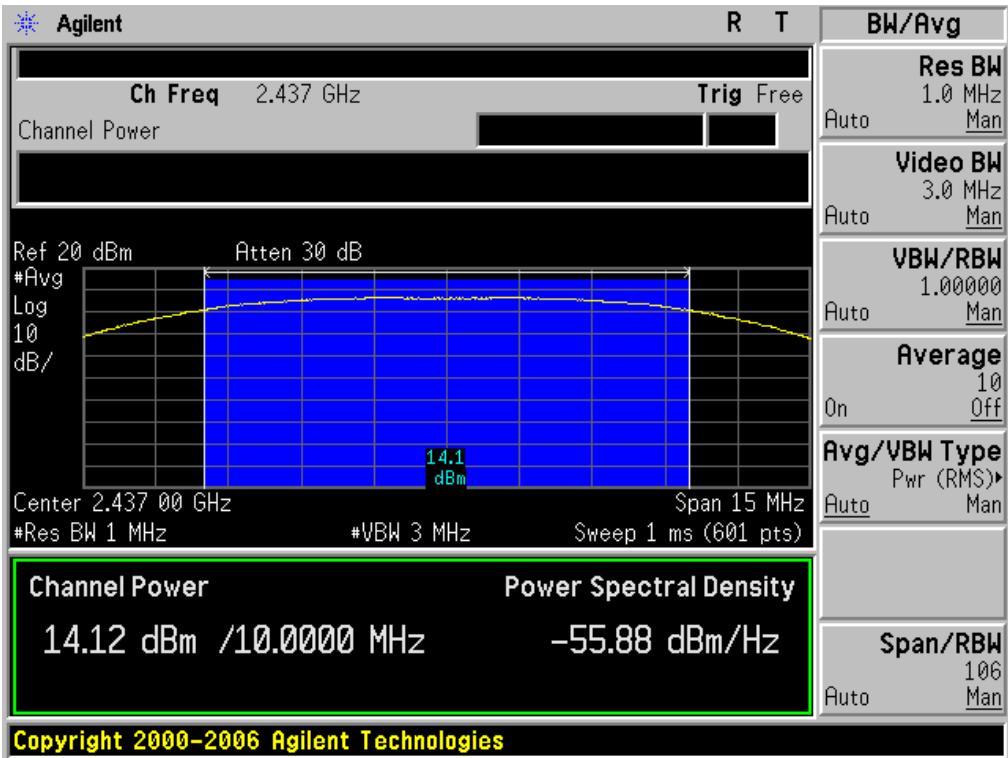 Agilent R T
Ch Freq 2.437 GHz Trig Free
Channel Power
Ref 20 dBm Atten 30 dB
#Avg
Log
10
dB/
14.1
dBm
Center 2.437 00 GHz Span 15 MHz
#Res BW 1 MHz #VBW 3 MHz Sweep 1 ms (601 pts)
Channel Power Power Spectral Density
14.12 dBm /10.0000 MHz -55.88 dBm/Hz
Copyright 2000-2006 Agilent Technologies
BW/Avg
Res BW
1.0 MHz
Auto Man
Video BW
3.0 MHz
Auto Man
VBW/RBW
1.00000
Auto Man
Average
10
On Off
Avg/VBW Type
Pwr (RMS)▸
Auto Man
Span/RBW
106
Auto Man